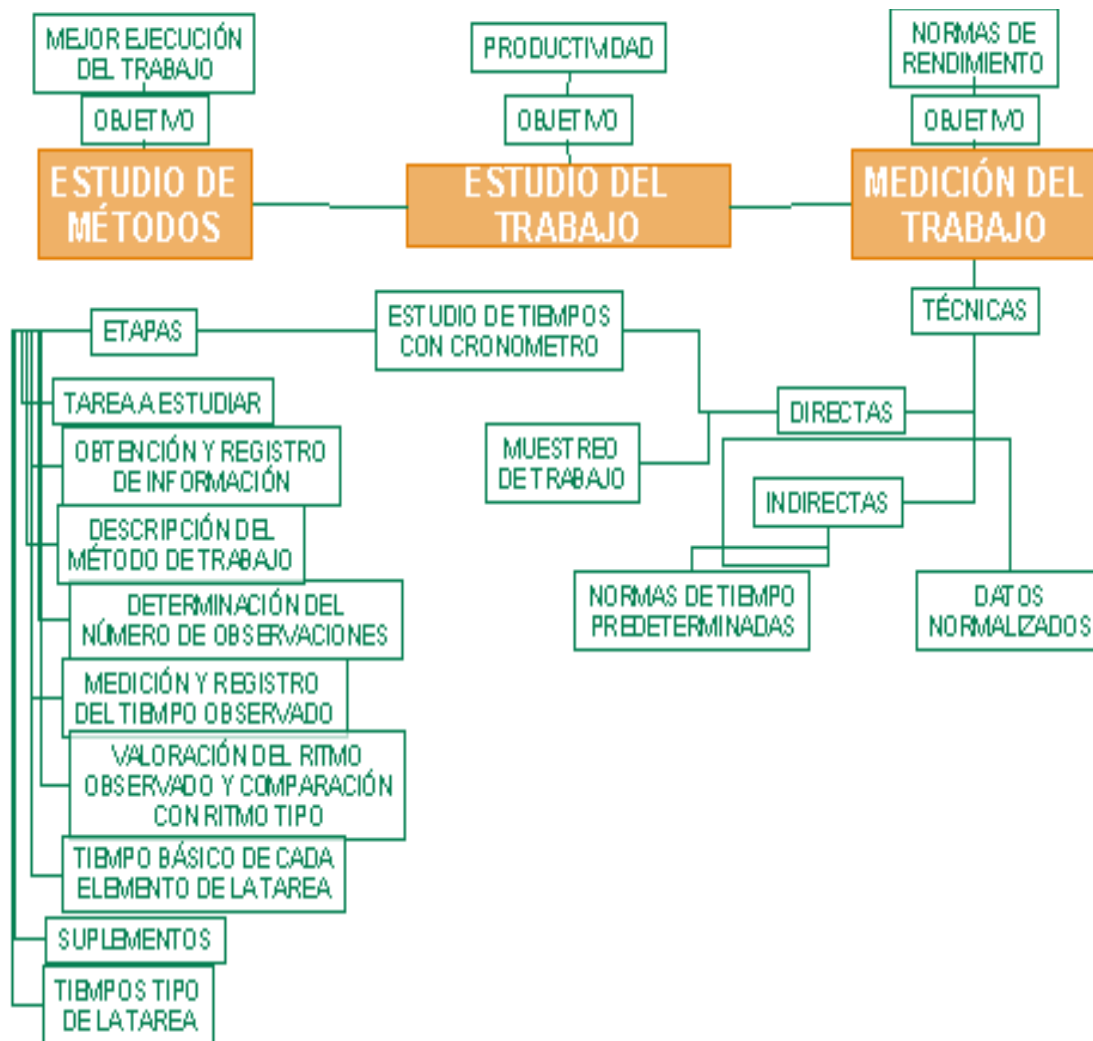 MEJOR EJECUCIÓN
DEL TRABAJO
PRODUCTIVIDAD
NORMAS DE
RENDIMIENTO
OBJETIVO
OBJETIVO
OBJETIVO
ESTUDIO DE
MÉTODOS
ESTUDIO DEL
TRABAJO
MEDICIÓN DEL
TRABAJO
TÉCNICAS
ETAPAS
ESTUDIO DE TIEMPOS
CON CRONOMETRO
TAREA A ESTUDIAR
DIRECTAS
OBTENCIÓN Y REGISTRO
DE INFORMACIÓN
MUESTREO
DE TRABAJO
INDIRECTAS
DESCRIPCIÓN DEL
MÉTODO DE TRABAJO
DETERMINACIÓN DEL
NÚMERO DE OBSERVACIONES
NORMAS DE TIEMPO
PREDETERMINADAS
DATOS
NORMALIZADOS
MEDICIÓN Y REGISTRO
DEL TIEMPO OBSERVADO
VALORACIÓN DEL RITMO
OBSERVADO Y COMPARACIÓN
CON RITMO TIPO
TIEMPO BÁSICO DE CADA
ELEMENTO DE LA TAREA
SUPLEMENTOS
TIEMPOS TIPO
DE LA TAREA